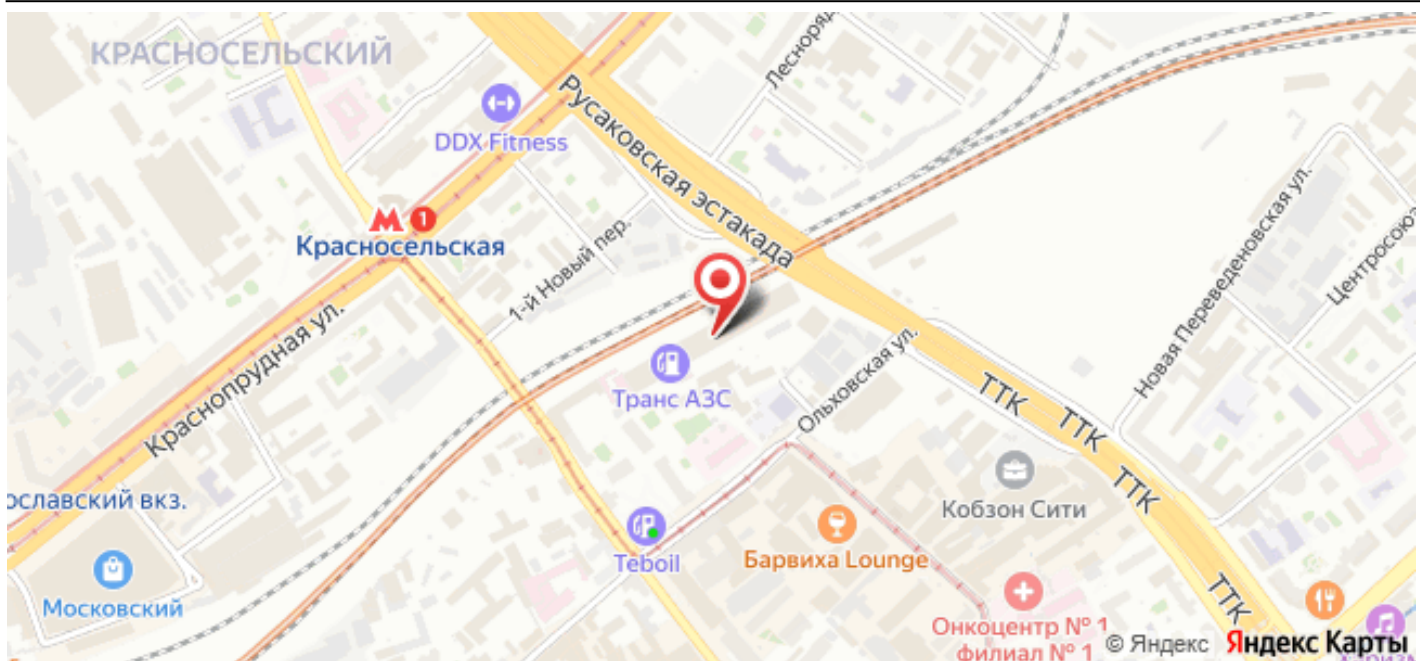 КРАСНОСЕЛЬСКИЙ
DDX Fitness
Русаковская эстакада
Лесноряд
1
Красносельская
1-й Новый пер.
Краснопрудная ул.
Транс АЗС
Ольховская ул.
Новая Переведеновская ул.
Центросоюз
ТТК
ТТК
ТТК
ТТК
ославский вкз.
Московский
Teboil
Барвиха Lounge
Кобзон Сити
Онкоцентр № 1
филиал № 1
© Яндекс Яндекс Карты